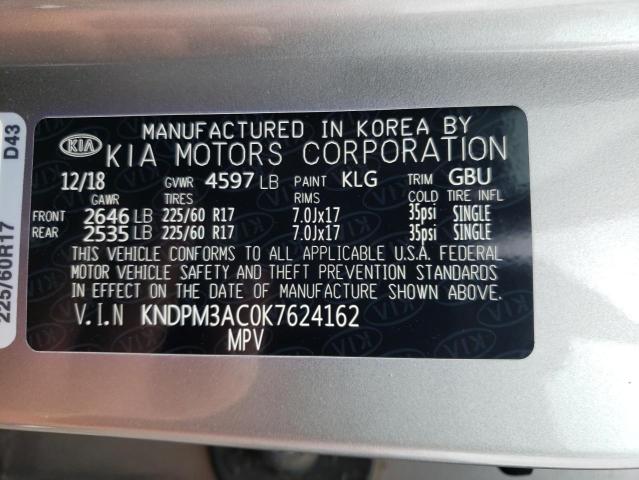 MANUFACTURED IN KOREA BY
KIA KIA MOTORS CORPORATION
12/18 GVWR 4597 LB PAINT KLG TRIM GBU
GAWR TIRES RIMS COLD TIRE INFL
FRONT 2646 LB 225/60 R17 7.0Jx17 35psi SINGLE
REAR 2535 LB 225/60 R17 7.0Jx17 35psi SINGLE
THIS VEHICLE CONFORMS TO ALL APPLICABLE U.S.A. FEDERAL
MOTOR VEHICLE SAFETY AND THEFT PREVENTION STANDARDS
IN EFFECT ON THE DATE OF MANUFACTURE SHOWN ABOVE.
V.I.N KNDPM3AC0K7624162
MPV
D43
225/60R17